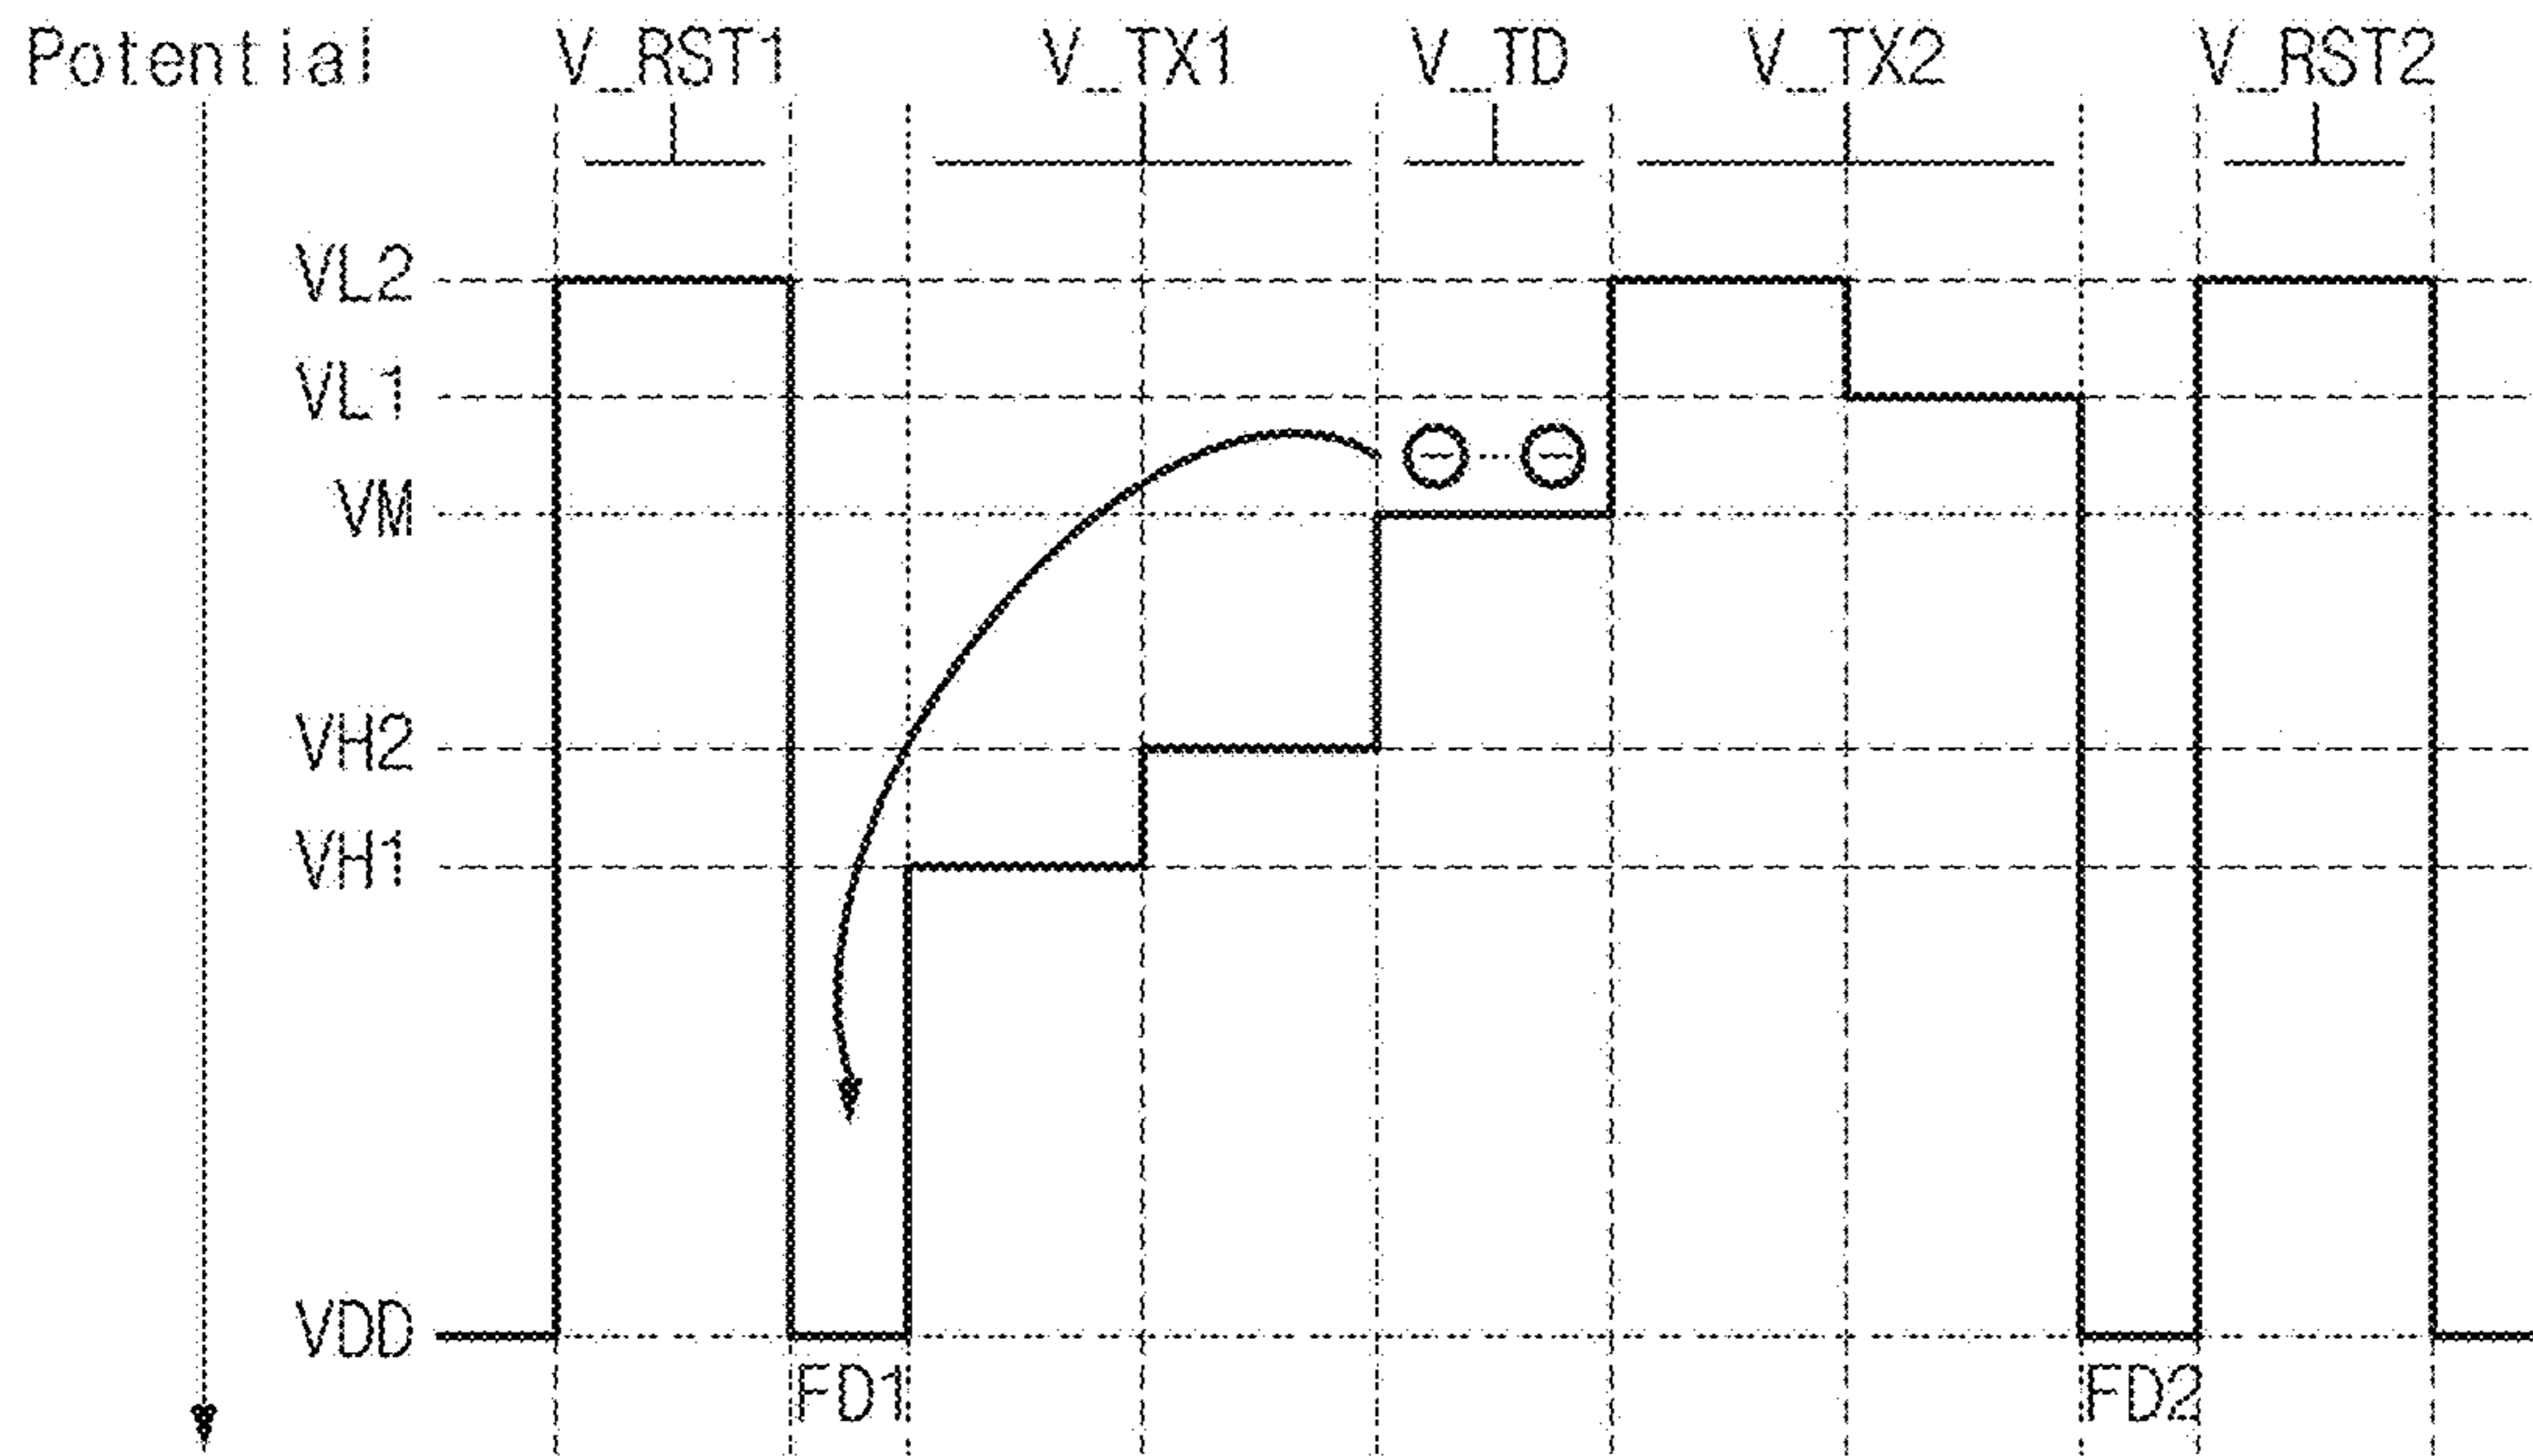 Potential V_RST1 V_TX1 V_TD V_TX2 V_RST2
VL2
VL1
VM
VH2
VH1
VDD
FD1 FD2